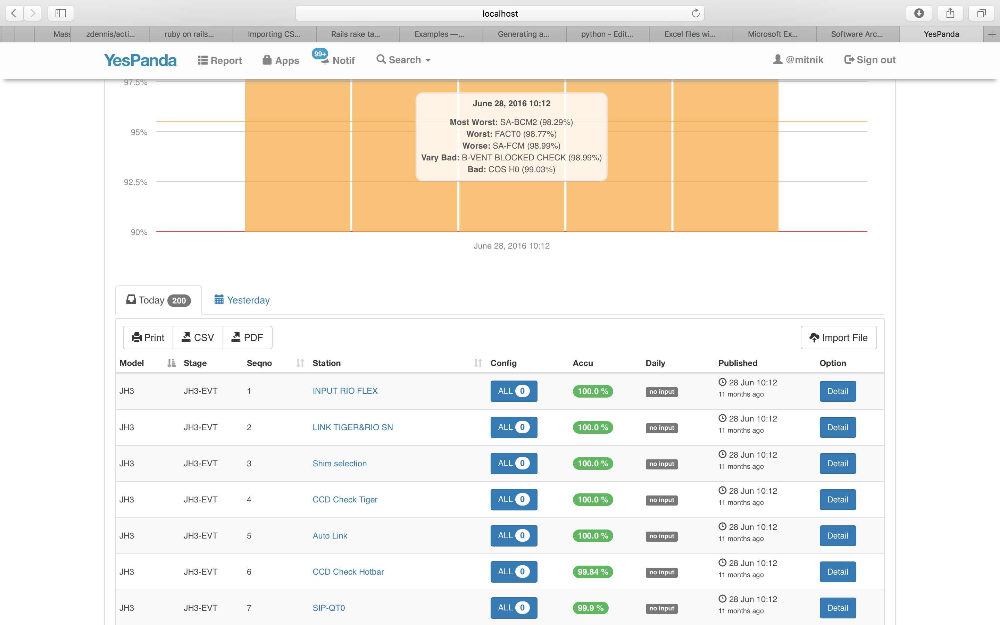 localhost
Mass
zdennis/acti...
ruby on rails...
Importing CS...
Rails rake ta...
Examples —...
Generating a...
python - Edit...
Excel files wi...
Microsoft Ex...
Software Arc...
YesPanda
YesPanda
Report
Apps
99+
Notif
Search
@mitnik
Sign out
97.5%
95%
92.5%
90%
June 28, 2016 10:12
Most Worst: SA-BCM2 (98.29%)
Worst: FACT0 (98.77%)
Worse: SA-FCM (98.99%)
Vary Bad: B-VENT BLOCKED CHECK (98.99%)
Bad: COS H0 (99.03%)
June 28, 2016 10:12
Today 200
Yesterday
Print
CSV
PDF
Import File
Model Stage Seqno Station Config Accu Daily Published Option
JH3 JH3-EVT 1 INPUT RIO FLEX ALL 0 100.0 % no input 28 Jun 10:12 Detail
11 months ago
JH3 JH3-EVT 2 LINK TIGER&RIO SN ALL 0 100.0 % no input 28 Jun 10:12 Detail
11 months ago
JH3 JH3-EVT 3 Shim selection ALL 0 100.0 % no input 28 Jun 10:12 Detail
11 months ago
JH3 JH3-EVT 4 CCD Check Tiger ALL 0 100.0 % no input 28 Jun 10:12 Detail
11 months ago
JH3 JH3-EVT 5 Auto Link ALL 0 100.0 % no input 28 Jun 10:12 Detail
11 months ago
JH3 JH3-EVT 6 CCD Check Hotbar ALL 0 99.84 % no input 28 Jun 10:12 Detail
11 months ago
JH3 JH3-EVT 7 SIP-QT0 ALL 0 99.9 % no input 28 Jun 10:12 Detail
11 months ago